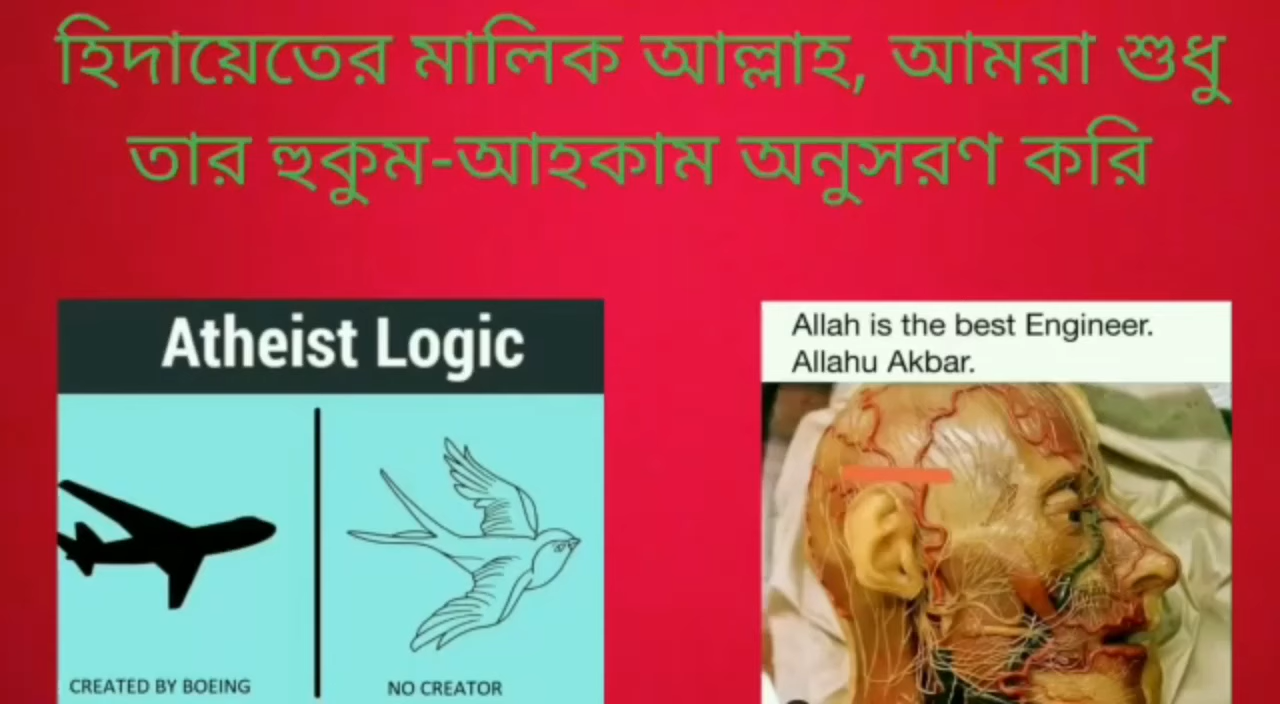 হিদায়েতের মালিক আল্লাহ, আমরা শুধু
তার হুকুম-আহকাম অনুসরণ করি
Atheist Logic
CREATED BY BOEING
NO CREATOR
Allah is the best Engineer.
Allahu Akbar.